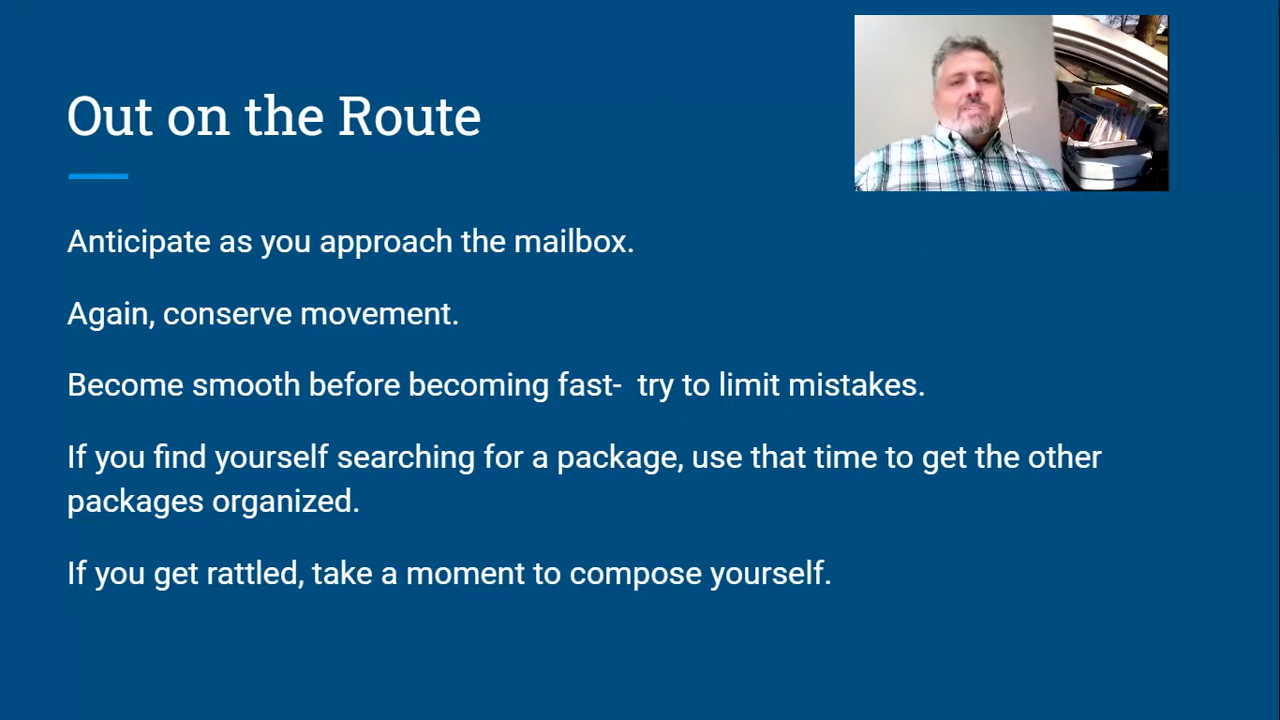 Out on the Route
Anticipate as you approach the mailbox.
Again, conserve movement.
Become smooth before becoming fast-  try to limit mistakes.
If you find yourself searching for a package, use that time to get the other
packages organized.
If you get rattled, take a moment to compose yourself.